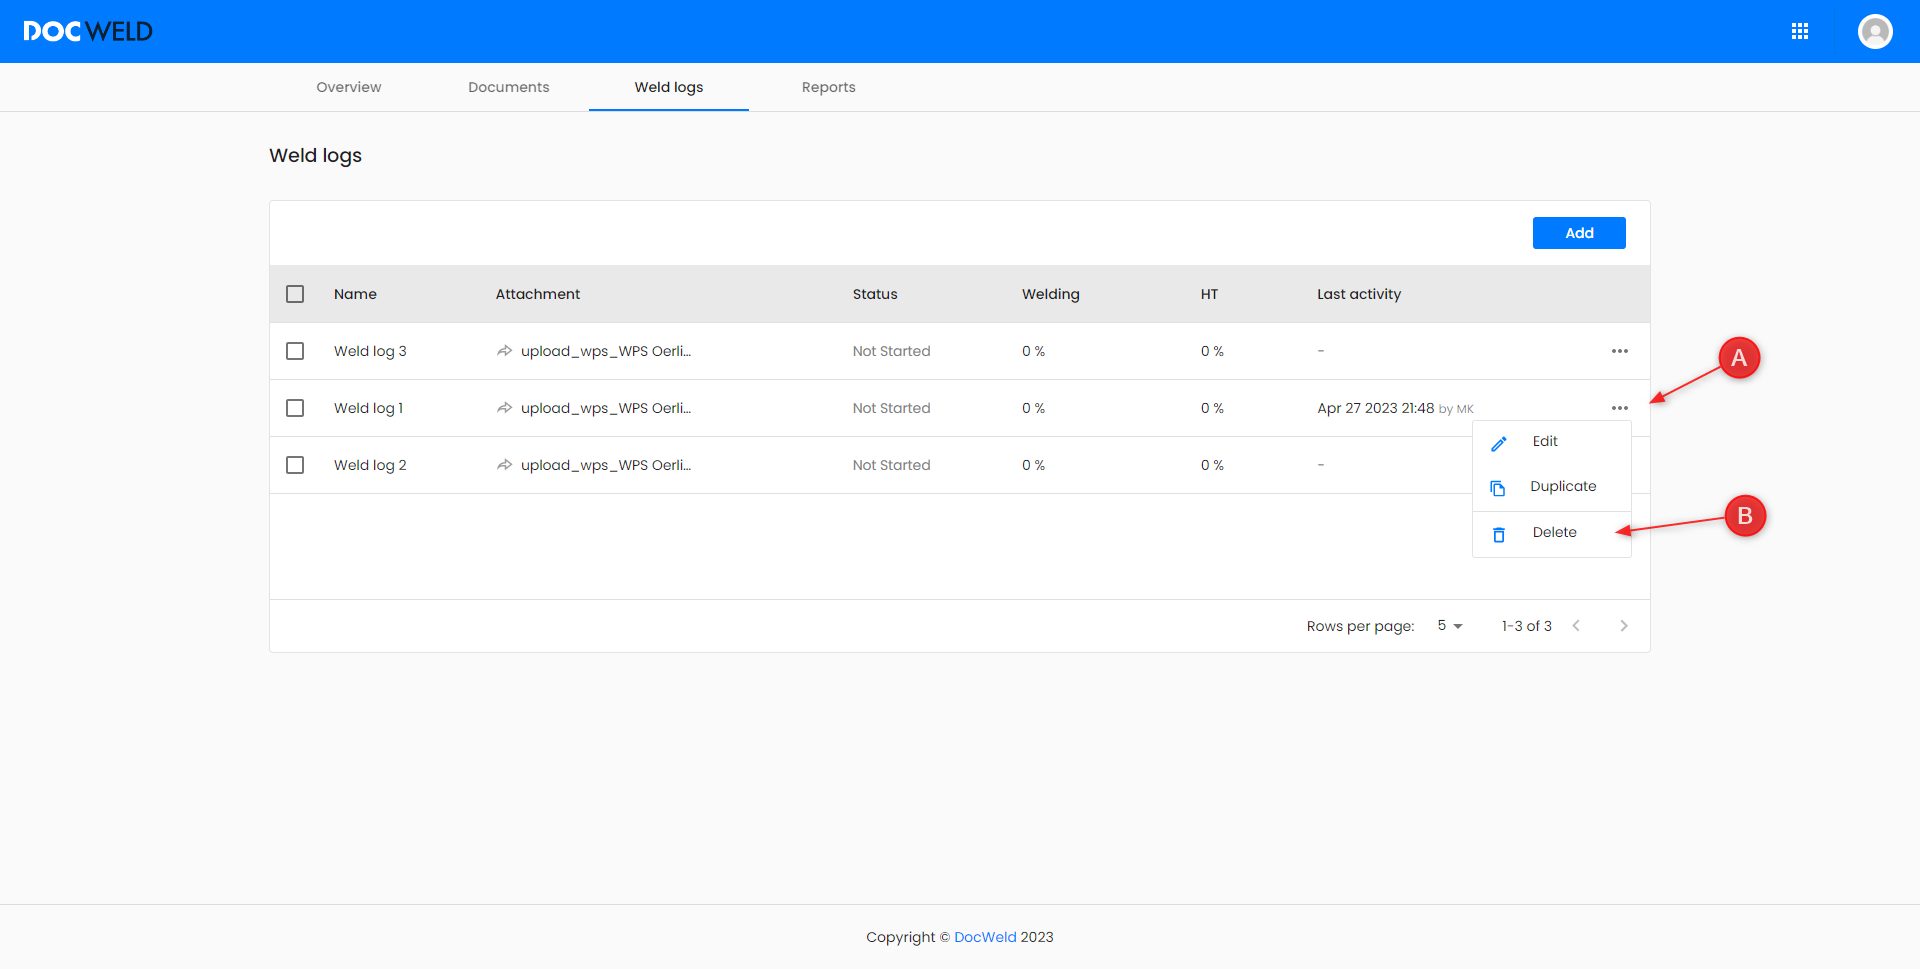 DOCWELD
Overview Documents Weld logs Reports
Weld logs
Add
Name Attachment Status Welding HT Last activity
Weld log 3 upload_wps_WPS Oerli... Not Started 0 % 0 % -
A
Weld log 1 upload_wps_WPS Oerli... Not Started 0 % 0 % Apr 27 2023 21:48 by MK
Edit
Weld log 2 upload_wps_WPS Oerli... Not Started 0 % 0 % -
Duplicate
B
Delete
Rows per page: 5 1-3 of 3
Copyright © DocWeld 2023